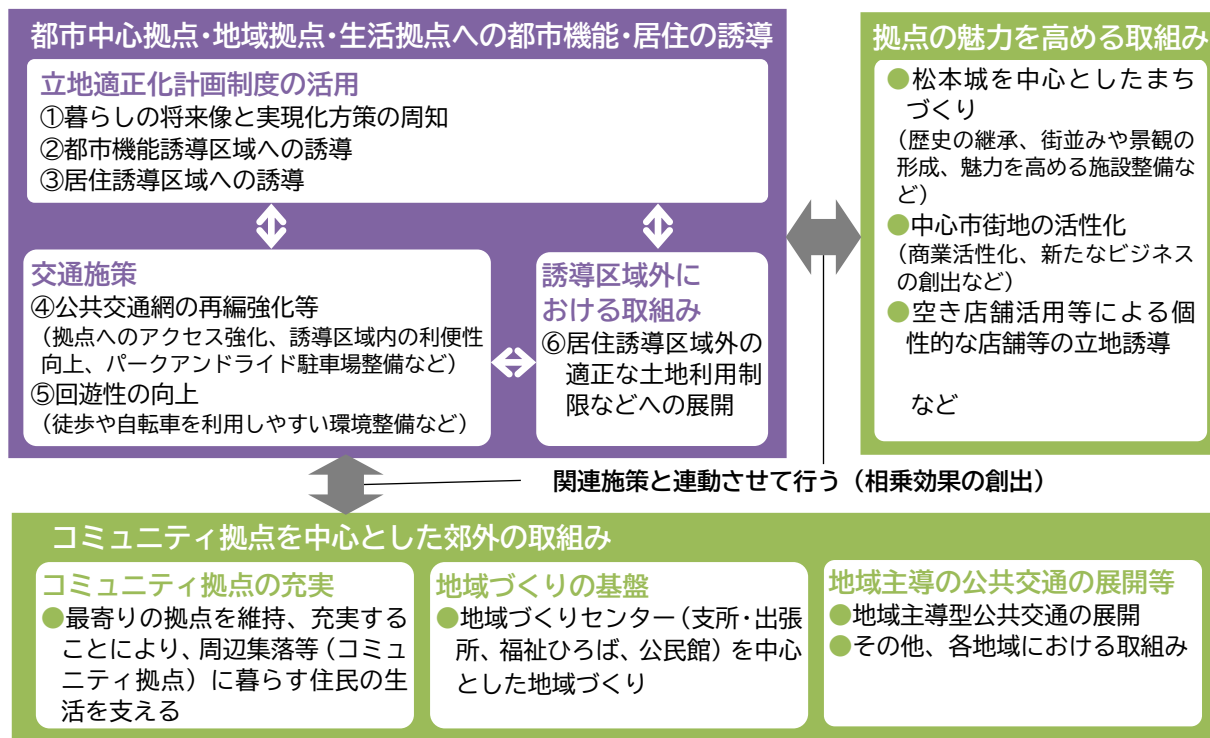 都市中心拠点・地域拠点・生活拠点への都市機能・居住の誘導
立地適正化計画制度の活用
①暮らしの将来像と実現化方策の周知
②都市機能誘導区域への誘導
③居住誘導区域への誘導
交通施策
④公共交通網の再編強化等
（拠点へのアクセス強化、誘導区域内の利便性
向上、パークアンドライド駐車場整備など）
⑤回遊性の向上
（徒歩や自転車を利用しやすい環境整備など）
誘導区域外に
おける取組み
⑥居住誘導区域外の
適正な土地利用制
限などへの展開
拠点の魅力を高める取組み
●松本城を中心としたまち
づくり
（歴史の継承、街並みや景観の
形成、魅力を高める施設整備な
ど）
●中心市街地の活性化
（商業活性化、新たなビジネス
の創出など）
●空き店舗活用等による個
性的な店舗等の立地誘導
など
関連施策と連動させて行う（相乗効果の創出）
コミュニティ拠点を中心とした郊外の取組み
コミュニティ拠点の充実
●最寄りの拠点を維持、充実する
ことにより、周辺集落等（コミュ
ニティ拠点）に暮らす住民の生
活を支える
地域づくりの基盤
●地域づくりセンター（支所・出張
所、福祉ひろば、公民館）を中心
とした地域づくり
地域主導の公共交通の展開等
●地域主導型公共交通の展開
●その他、各地域における取組み